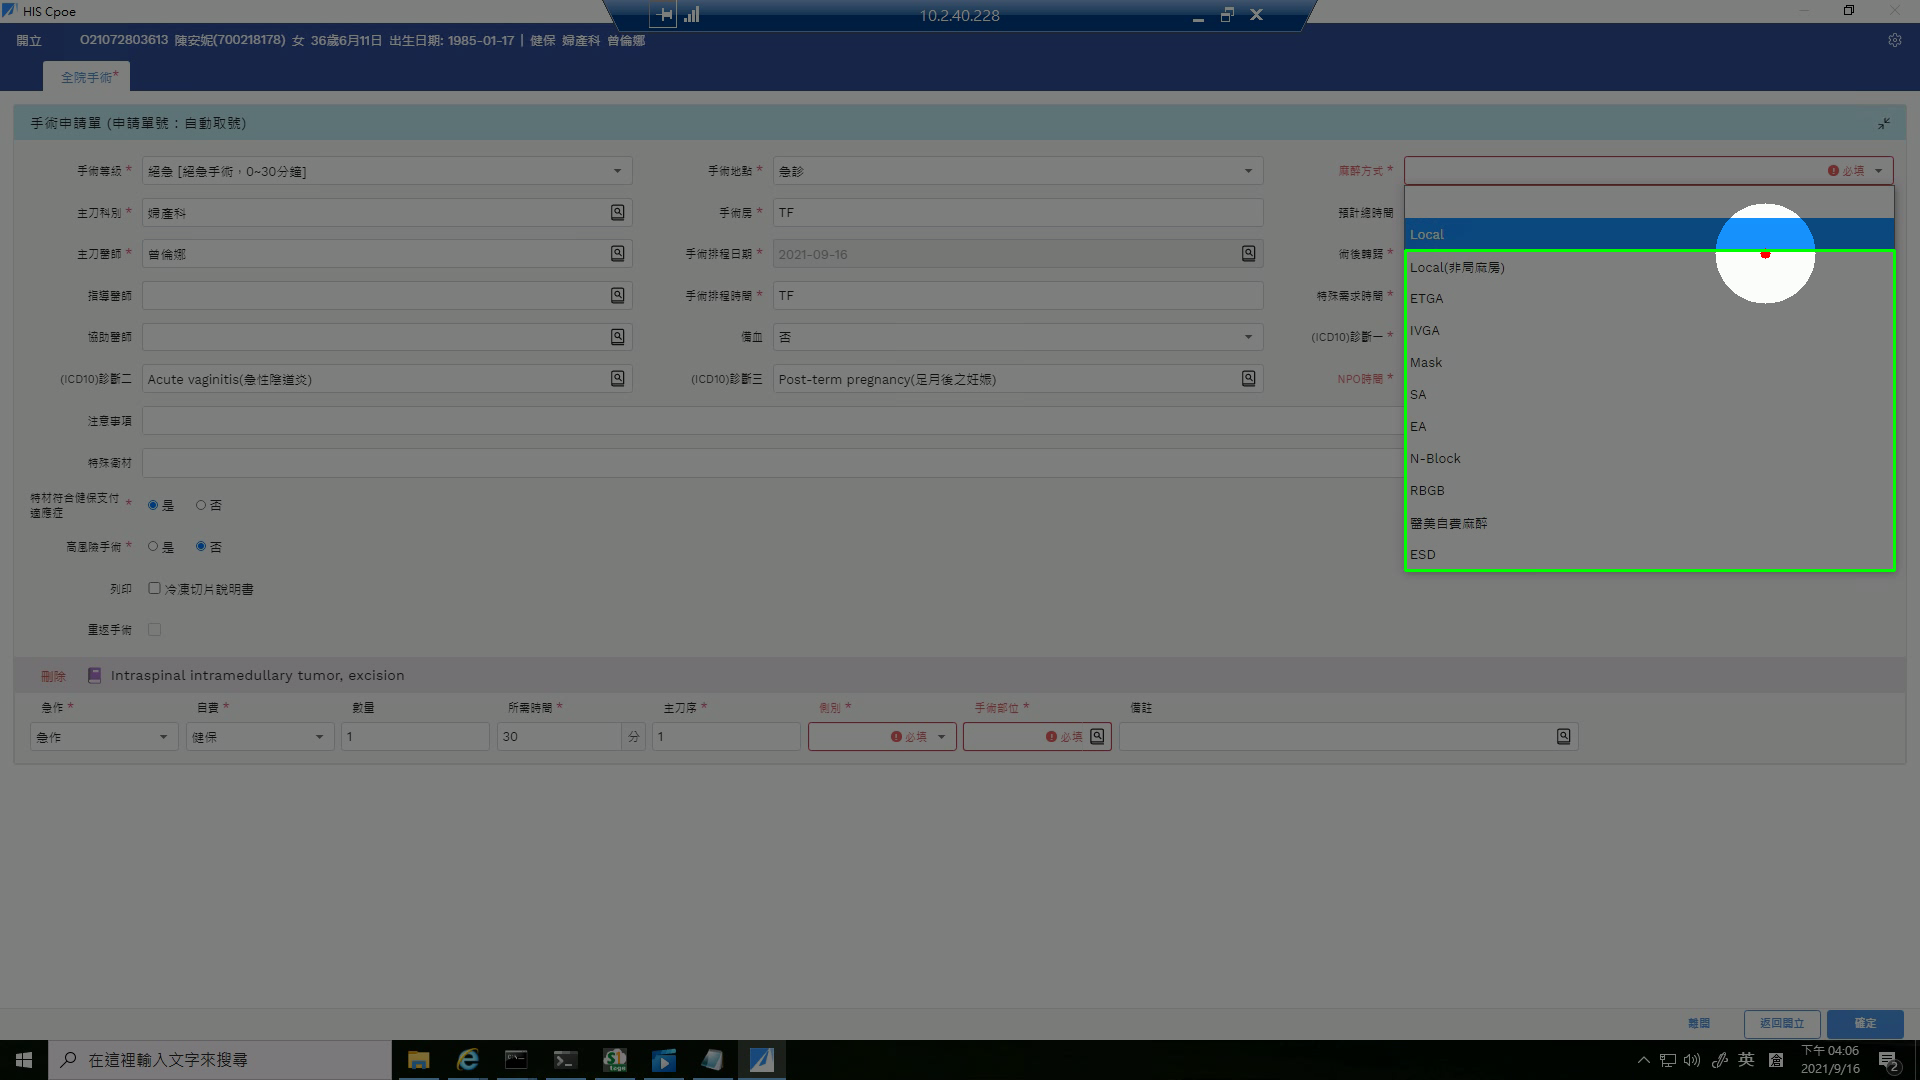 HIS Cpoe
10.2.40.228
開立 O21072803613 陳安妮(700218178) 女 36歲6月11日 出生日期: 1985-01-17 | 健保 婦產科 曾倫娜
全院手術*
手術申請單 (申請單號：自動取號)
手術等級 * 絕急 [絕急手術，0~30分鐘] 手術地點 * 急診 麻醉方式 * 必填
主刀科別 * 婦產科 手術房 * TF 預計總時間
Local
主刀醫師 * 曾倫娜 手術排程日期 * 2021-09-16 術後轉歸 *
Local(非局麻房)
指導醫師 手術排程時間 * TF 特殊需求時間 *
ETGA
協助醫師 備血 否 (ICD10)診斷一 *
IVGA
Mask
(ICD10)診斷二 Acute vaginitis(急性陰道炎) (ICD10)診斷三 Post-term pregnancy(足月後之妊娠) NPO時間 *
SA
注意事項
EA
特殊衛材
N-Block
RBGB
特材符合健保支付適應症 * 是 否
醫美自費麻醉
高風險手術 * 是 否
ESD
列印 冷凍切片說明書
重返手術
刪除 Intraspinal intramedullary tumor, excision
急作 * 自費 * 數量 所需時間 * 主刀序 * 側別 * 手術部位 * 備註
急作 健保 1 30 分 1 必填 必填
離開 返回開立 確定
在這裡輸入文字來搜尋
英
下午 04:06
2021/9/16
2